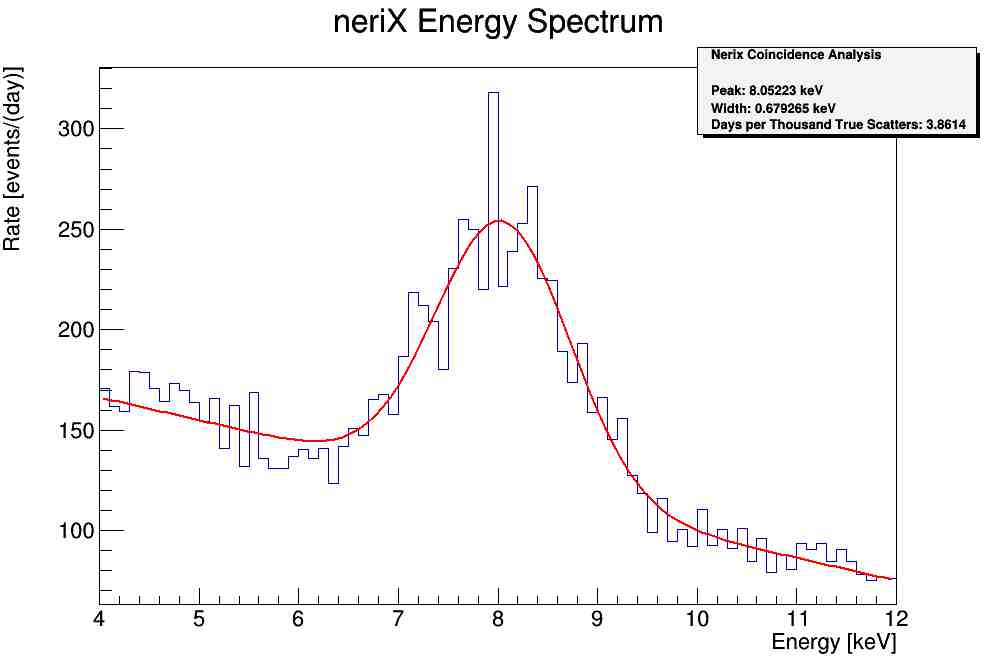 neriX Energy Spectrum
Nerix Coincidence Analysis
Peak: 8.05223 keV
Width: 0.679265 keV
Days per Thousand True Scatters: 3.8614
Rate [events/(day)]
300
250
200
150
100
4 5 6 7 8 9 10 11 12
Energy [keV]